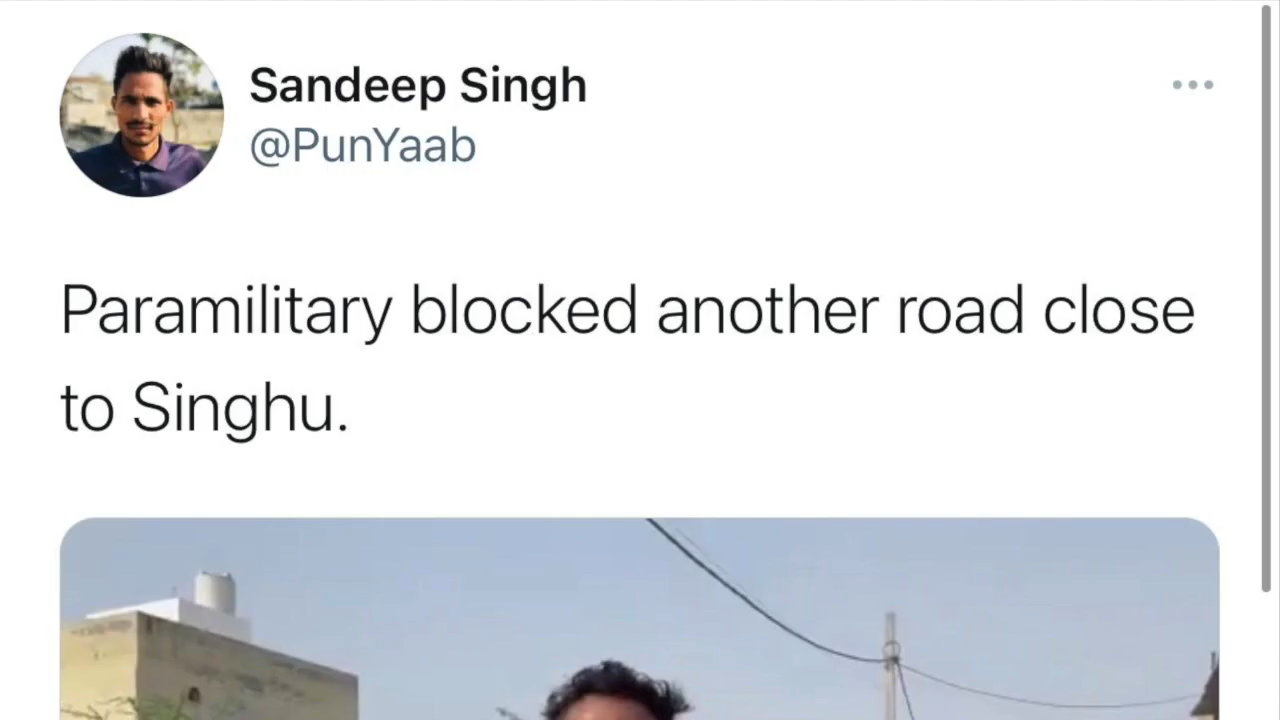 Sandeep Singh
@PunYaab
Paramilitary blocked another road close
to Singhu.